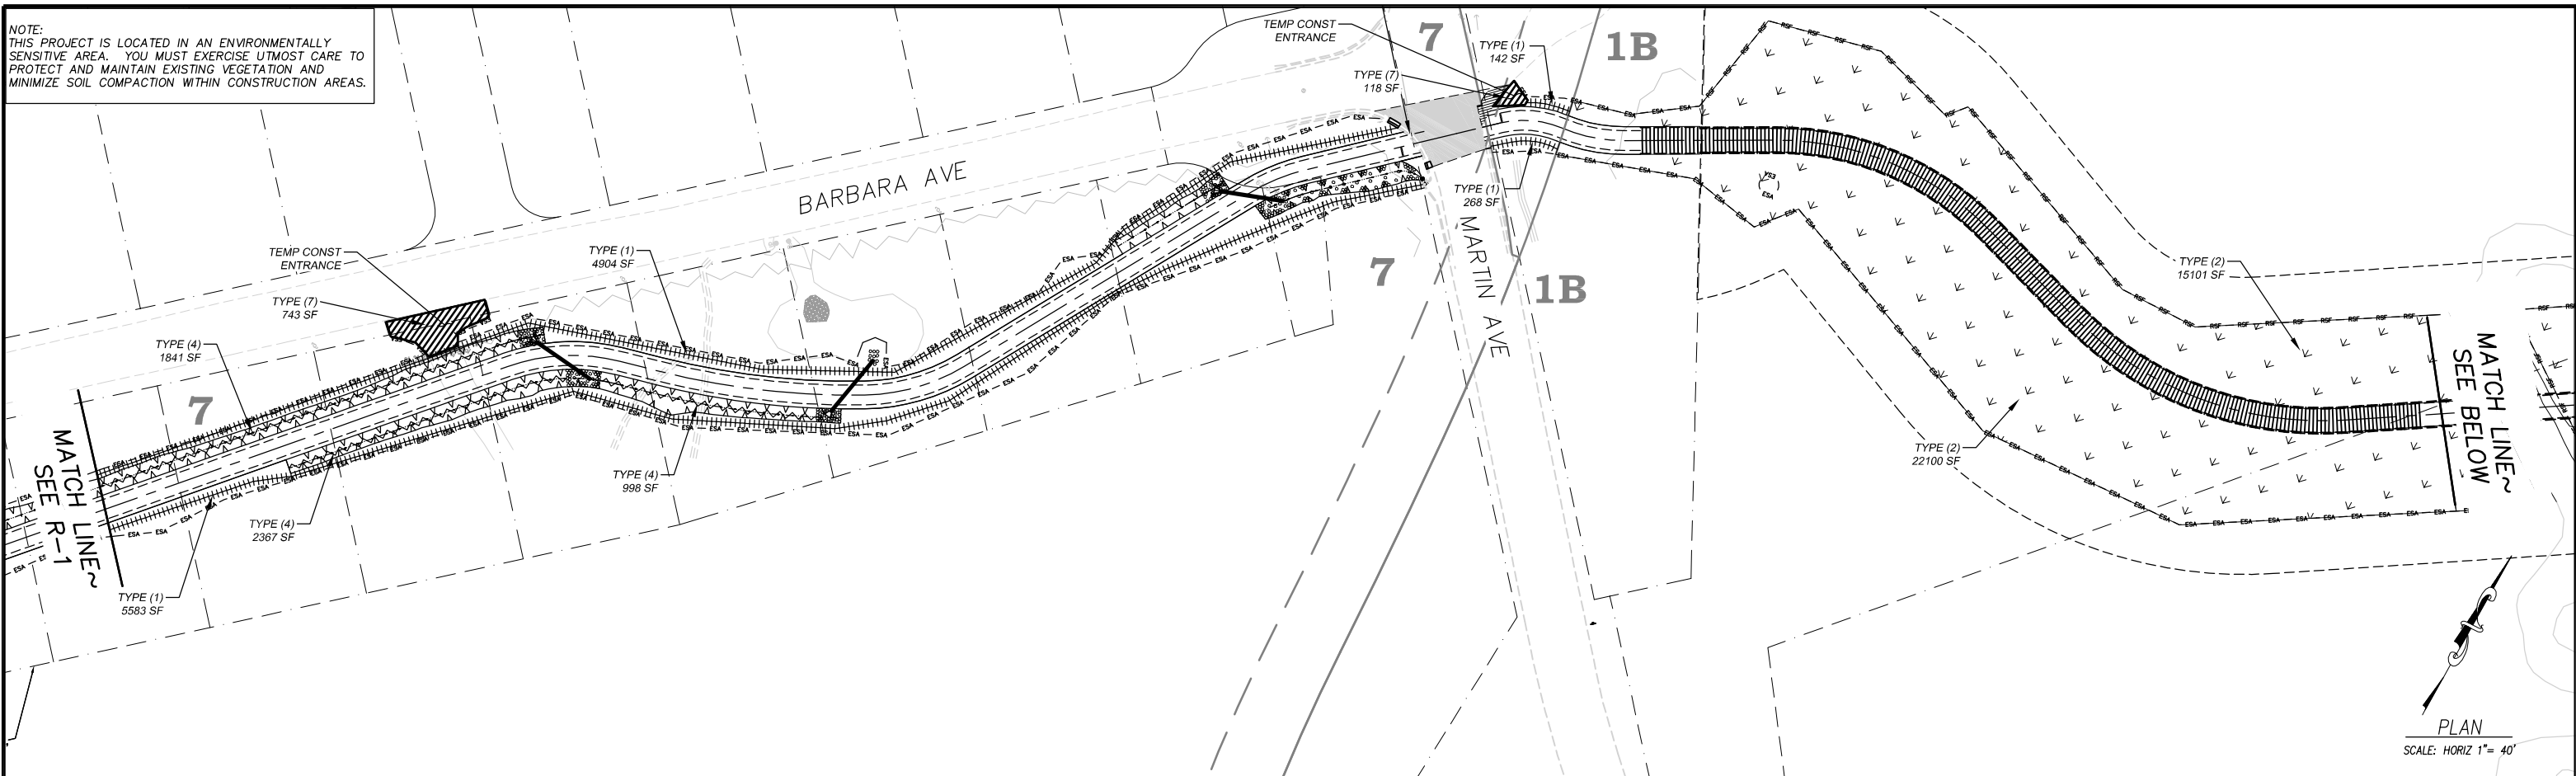 NOTE:
THIS PROJECT IS LOCATED IN AN ENVIRONMENTALLY
SENSITIVE AREA. YOU MUST EXERCISE UTMOST CARE TO
PROTECT AND MAINTAIN EXISTING VEGETATION AND
MINIMIZE SOIL COMPACTION WITHIN CONSTRUCTION AREAS.
TEMP CONST
ENTRANCE
7
1B
TYPE (1)
142 SF
TYPE (7)
118 SF
BARBARA AVE
TYPE (1)
268 SF
MARTIN AVE
7
1B
TEMP CONST
ENTRANCE
TYPE (1)
4904 SF
TYPE (7)
743 SF
TYPE (4)
1841 SF
7
TYPE (2)
15101 SF
MATCH LINE~
SEE BELOW
TYPE (2)
22100 SF
MATCH LINE~
SEE R-1
TYPE (4)
998 SF
TYPE (4)
2367 SF
TYPE (1)
5583 SF
ESA
RSF
PLAN
SCALE: HORIZ 1"= 40'